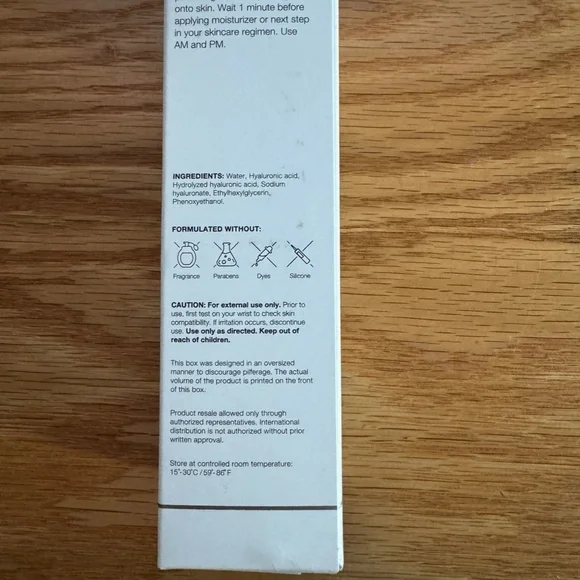 onto skin. Wait 1 minute before
applying moisturizer or next step
in your skincare regimen. Use
AM and PM.
INGREDIENTS: Water, Hyaluronic acid,
Hydrolyzed hyaluronic acid, Sodium
hyaluronate, Ethylhexylglycerin,
Phenoxyethanol.
FORMULATED WITHOUT:
Fragrance Parabens Dyes Silicone
CAUTION: For external use only. Prior to
use, first test on your wrist to check skin
compatibility. If irritation occurs, discontinue
use. Use only as directed. Keep out of
reach of children.
This box was designed in an oversized
manner to discourage pilferage. The actual
volume of the product is printed on the front
of this box.
Product resale allowed only through
authorized representatives. International
distribution is not authorized without prior
written approval.
Store at controlled room temperature:
15°-30°C / 59°-86°F